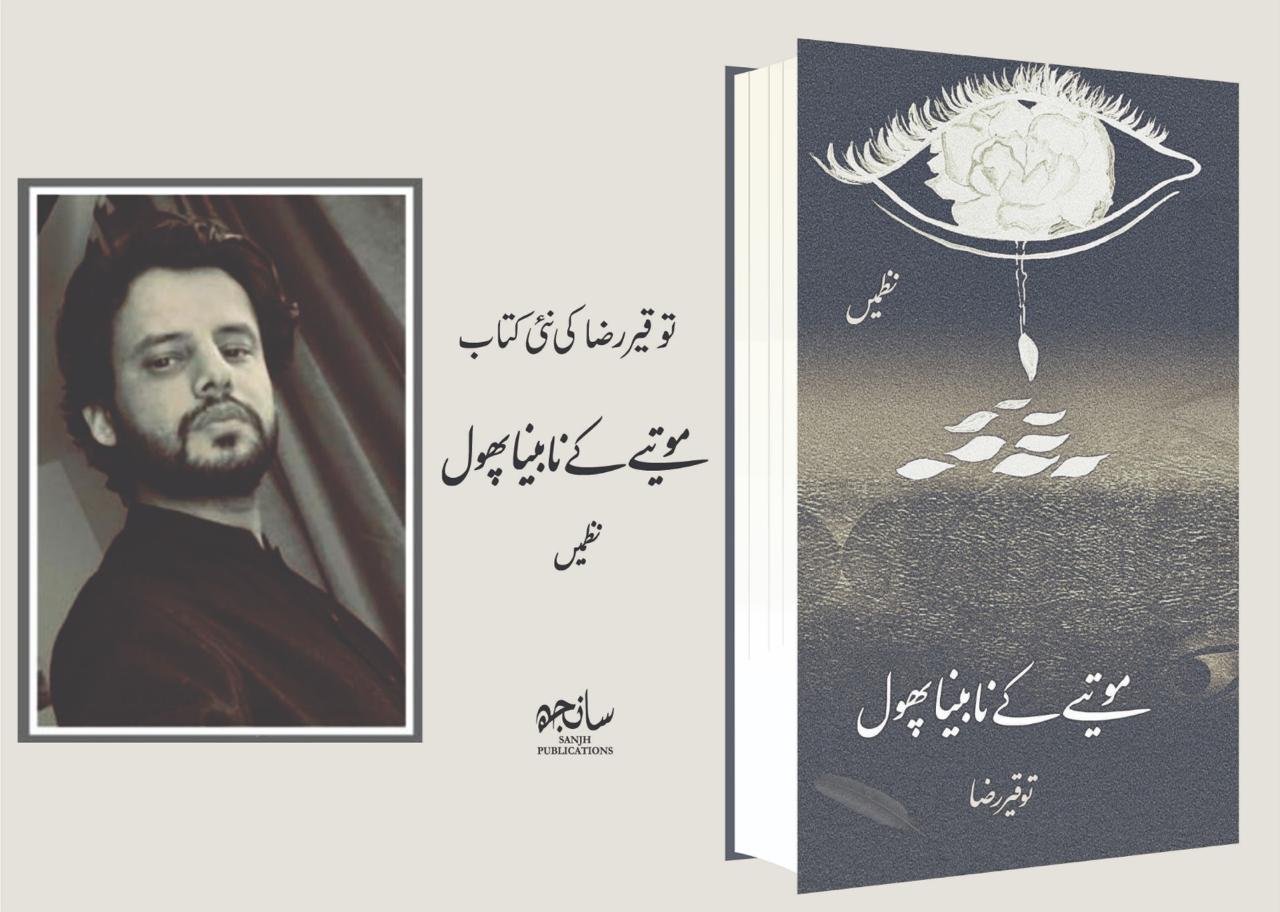 توقیر رضا کی نئی کتاب
موتیے کے نابینا پھول
نظمیں
سانجھ
SANJH
PUBLICATIONS
نظمیں
موتیے کے نابینا پھول
توقیر رضا